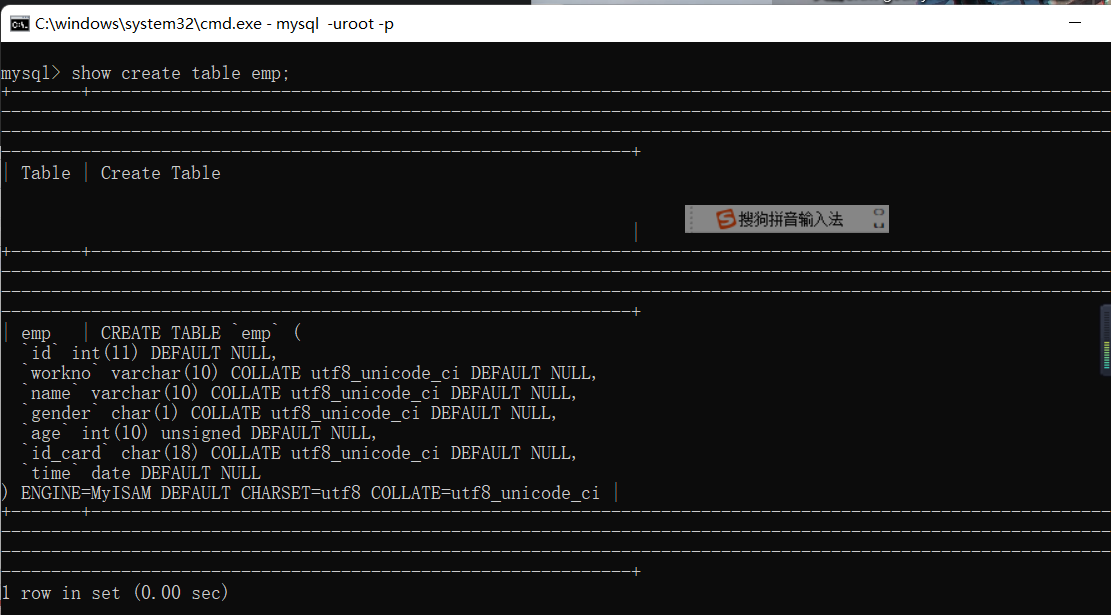 C:\windows\system32\cmd.exe - mysql  -uroot -p
mysql> show create table emp;
| Table | Create Table
搜狗拼音输入法
|
| emp   | CREATE TABLE `emp` (
  `id` int(11) DEFAULT NULL,
  `workno` varchar(10) COLLATE utf8_unicode_ci DEFAULT NULL,
  `name` varchar(10) COLLATE utf8_unicode_ci DEFAULT NULL,
  `gender` char(1) COLLATE utf8_unicode_ci DEFAULT NULL,
  `age` int(10) unsigned DEFAULT NULL,
  `id_card` char(18) COLLATE utf8_unicode_ci DEFAULT NULL,
  `time` date DEFAULT NULL
) ENGINE=MyISAM DEFAULT CHARSET=utf8 COLLATE=utf8_unicode_ci |
1 row in set (0.00 sec)